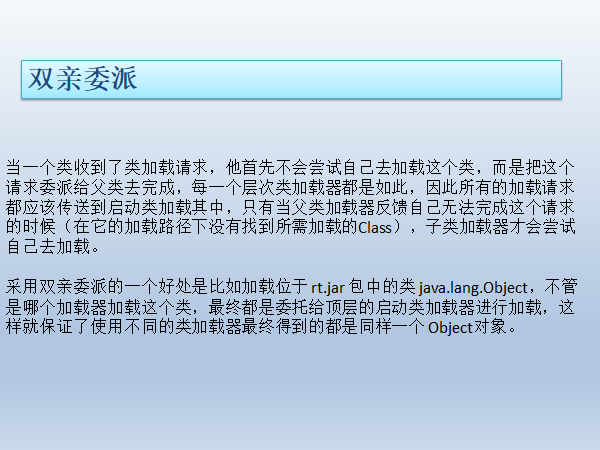 双亲委派
当一个类收到了类加载请求，他首先不会尝试自己去加载这个类，而是把这个
请求委派给父类去完成，每一个层次类加载器都是如此，因此所有的加载请求
都应该传送到启动类加载其中，只有当父类加载器反馈自己无法完成这个请求
的时候（在它的加载路径下没有找到所需加载的Class），子类加载器才会尝试
自己去加载。
采用双亲委派的一个好处是比如加载位于 rt.jar 包中的类 java.lang.Object，不管
是哪个加载器加载这个类，最终都是委托给顶层的启动类加载器进行加载，这
样就保证了使用不同的类加载器最终得到的都是同样一个 Object对象。